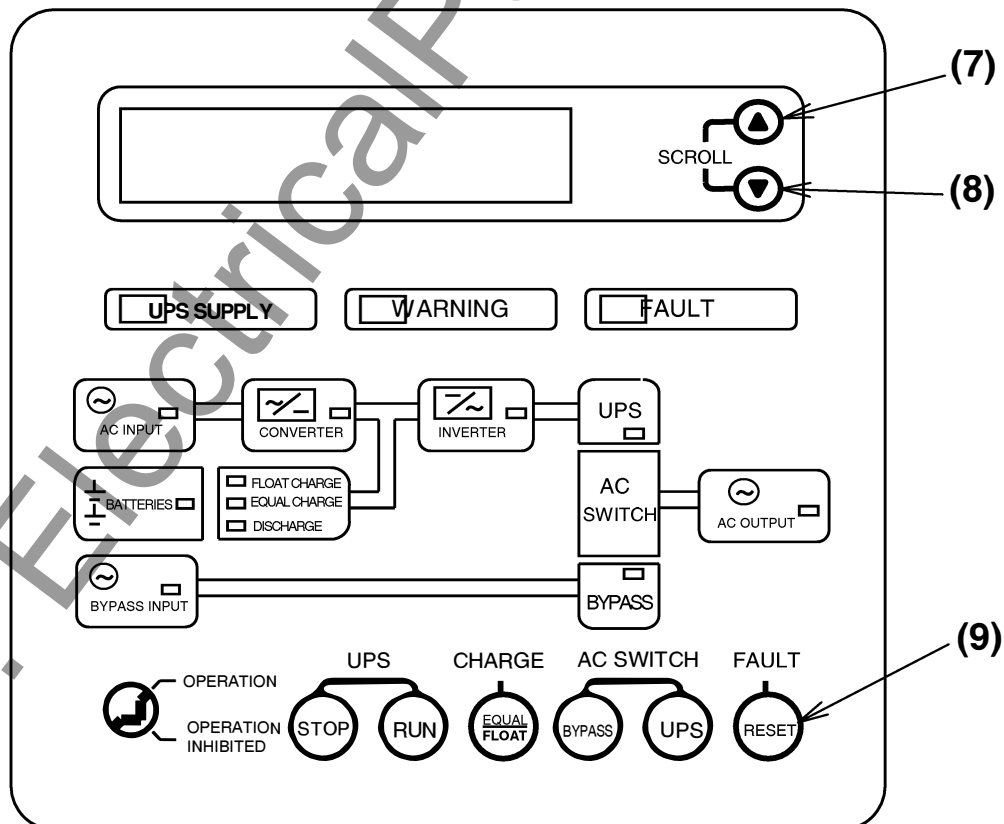 (7)
SCROLL
(8)
UPS SUPPLY
WARNING
FAULT
AC INPUT
CONVERTER
INVERTER
UPS
BATTERIES
FLOAT CHARGE
EQUAL CHARGE
DISCHARGE
AC
SWITCH
AC OUTPUT
BYPASS INPUT
BYPASS
(9)
UPS
CHARGE
AC SWITCH
FAULT
OPERATION
OPERATION
INHIBITED
STOP
RUN
EQUAL
FLOAT
BYPASS
UPS
RESET
. ElectricalP